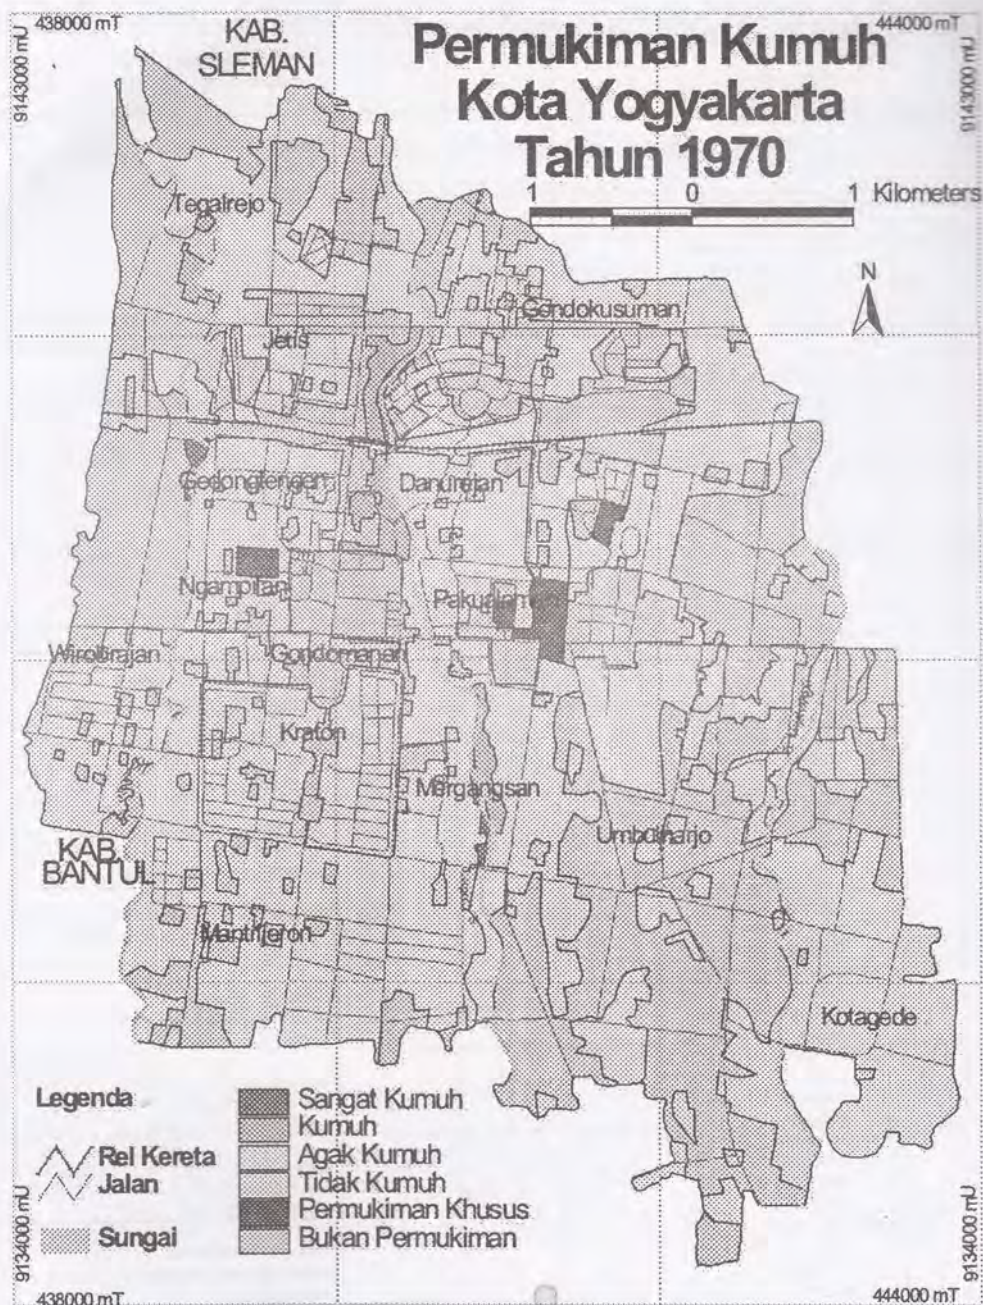 438000 mT
444000 mT
9143000 mU
9143000 mU
KAB.
SLEMAN
Permukiman Kumuh
Kota Yogyakarta
Tahun 1970
1 0 1 Kilometers
N
Tegalrejo
Gondokusuman
Jetis
Gedongtengen
Danurejan
Ngampilan
Pakualaman
Wirobrajan
Gondomanan
Kraton
Mergangsan
Umbulharjo
KAB.
BANTUL
Mantrijeron
Kotagede
Legenda
Rel Kereta
Jalan
Sungai
Sangat Kumuh
Kumuh
Agak Kumuh
Tidak Kumuh
Permukiman Khusus
Bukan Permukiman
9134000 mU
9134000 mU
438000 mT
444000 mT